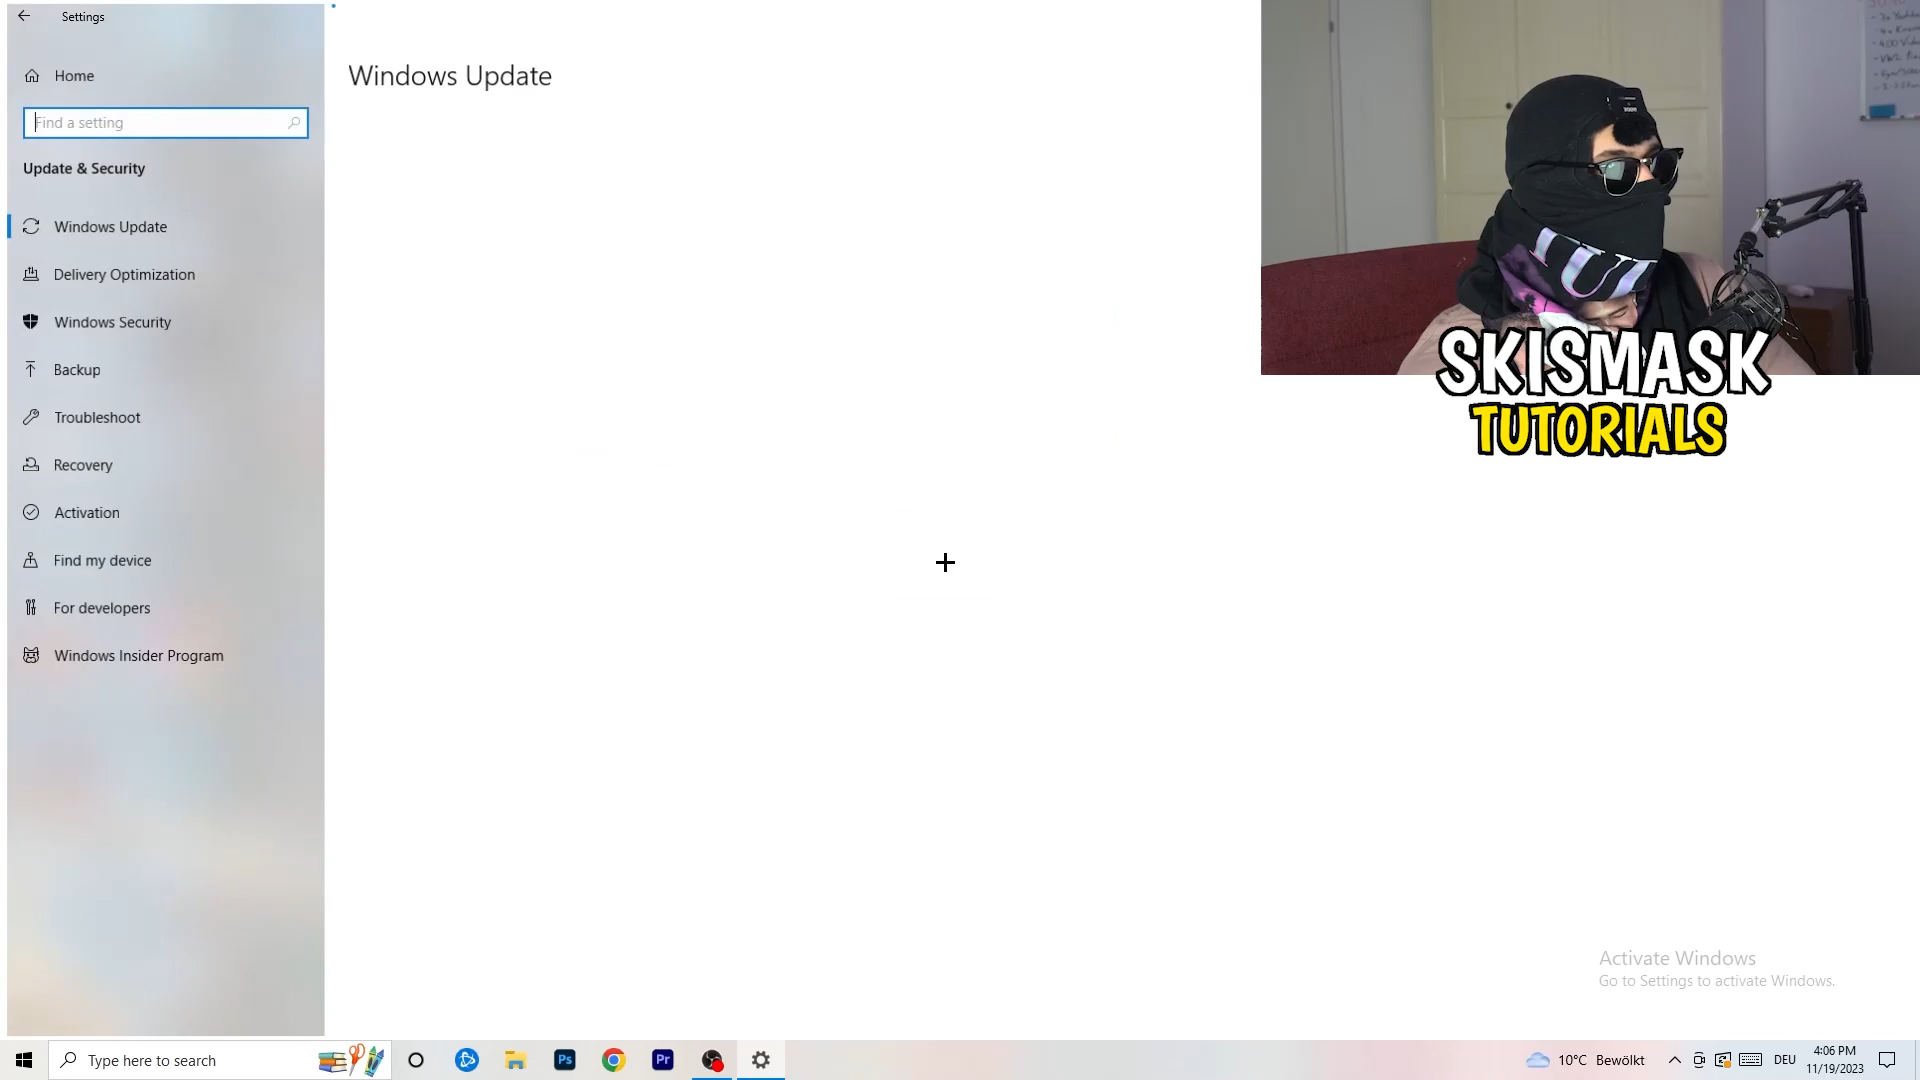 Settings
Home
Find a setting
Update & Security
Windows Update
Delivery Optimization
Windows Security
Backup
Troubleshoot
Recovery
Activation
Find my device
For developers
Windows Insider Program
Windows Update
SKISMASK
TUTORIALS
Activate Windows
Go to Settings to activate Windows.
Type here to search
Ps
Pr
10°C Bewölkt
DEU
4:06 PM
11/19/2023